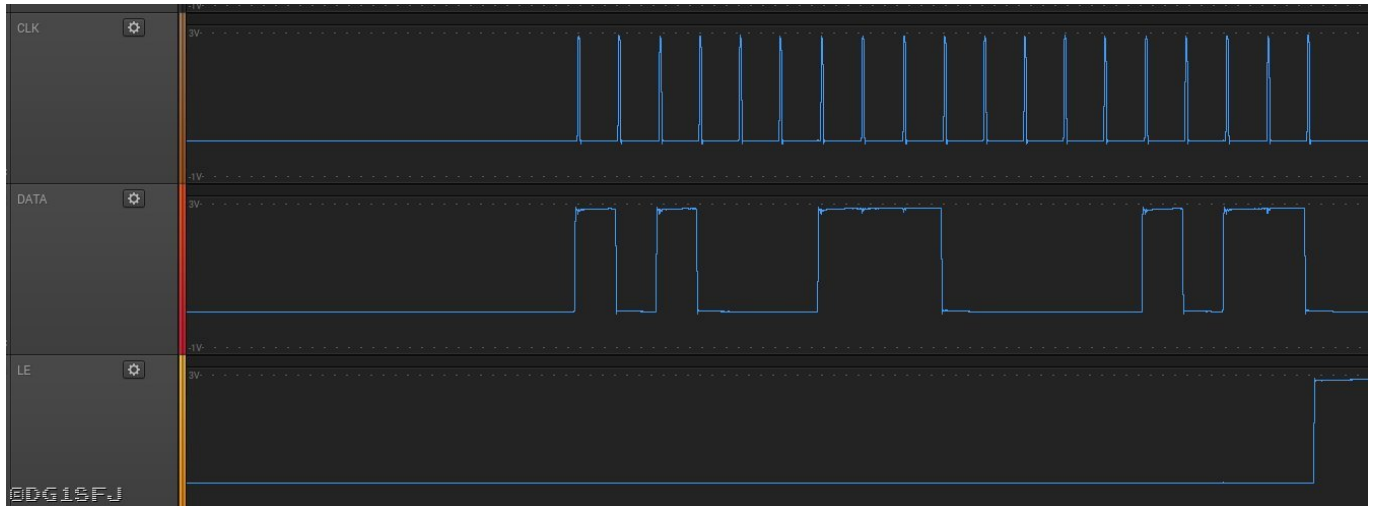 -1V-
CLK
3V-
-1V-
DATA
3V-
-1V-
LE
3V-
@DG1SFJ